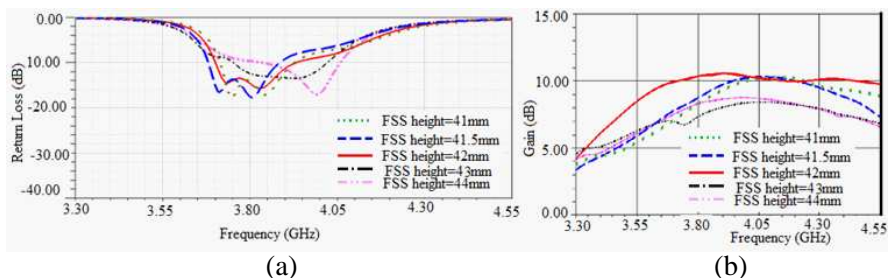 0.00
10.00
-20.00
-30.00
-40.00
Return Loss (dB)
FSS height=41mm
FSS height=41.5mm
FSS height=42mm
FSS height=43mm
FSS height=44mm
3.30 3.55 3.80 4.05 4.30 4.55
Frequency (GHz)
(a)
15.00
10.00
5.00
0.00
Gain (dB)
FSS height=41mm
FSS height=41.5mm
FSS height=42mm
FSS height=43mm
FSS height=44mm
3.30 3.55 3.80 4.05 4.30 4.55
Frequency (GHz)
(b)